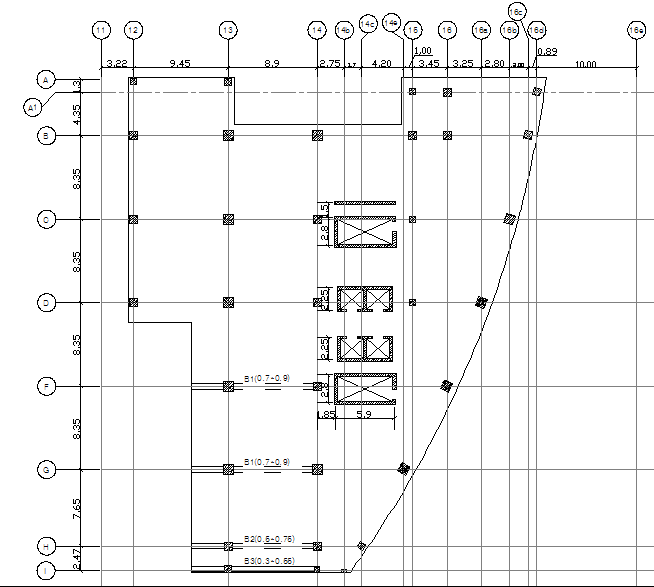 16c
11 12 13 14 14b 14c 14e 15 16 16a 16b 16d 16e
1.00 0.89
3.22 9.45 8.9 2.75 4.20 3.45 3.25 2.80 10.00
A
1.3
A1
4.35
B
8.35
1.5
C
2.8
8.35
2.25
D
8.35
2.25
F
B1(0.7-0.9)
2.8
1.85 5.9
8.35
G
B1(0.7-0.9)
7.65
H
B2(0.5-0.75)
2.47
B3(0.3-0.55)
I